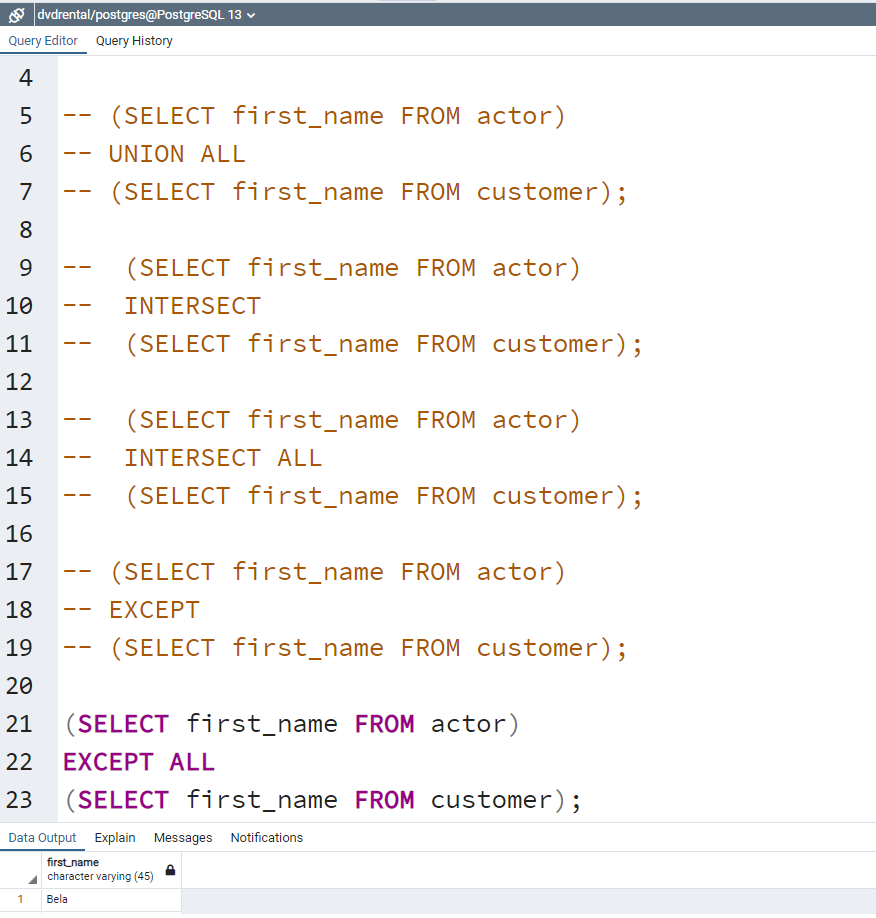 dvdrental/postgres@PostgreSQL 13
Query Editor Query History
4
5 -- (SELECT first_name FROM actor)
6 -- UNION ALL
7 -- (SELECT first_name FROM customer);
8
9 --  (SELECT first_name FROM actor)
10 --  INTERSECT
11 --  (SELECT first_name FROM customer);
12
13 --  (SELECT first_name FROM actor)
14 --  INTERSECT ALL
15 --  (SELECT first_name FROM customer);
16
17 -- (SELECT first_name FROM actor)
18 -- EXCEPT
19 -- (SELECT first_name FROM customer);
20
21 (SELECT first_name FROM actor)
22 EXCEPT ALL
23 (SELECT first_name FROM customer);
Data Output Explain Messages Notifications
first_name
character varying (45)
1 Bela